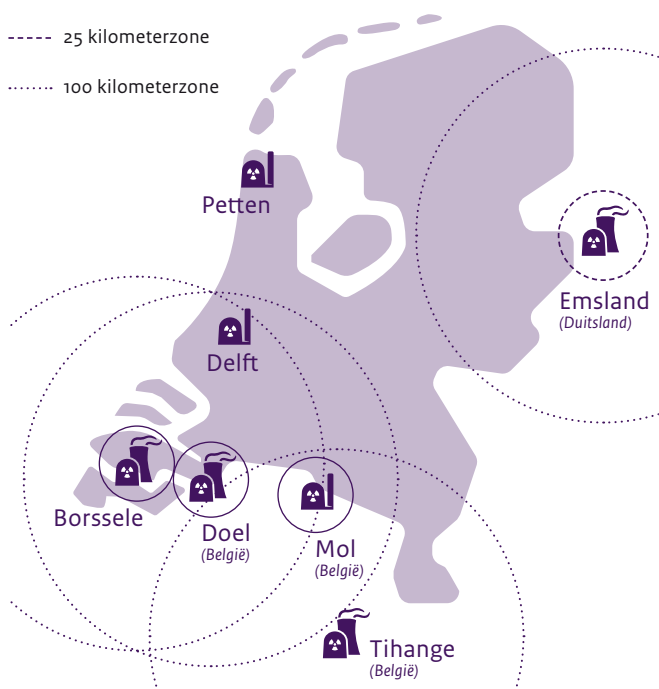 25 kilometerzone
100 kilometerzone
Petten
Emsland
(Duitsland)
Delft
Borssele
Doel
(België)
Mol
(België)
Tihange
(België)